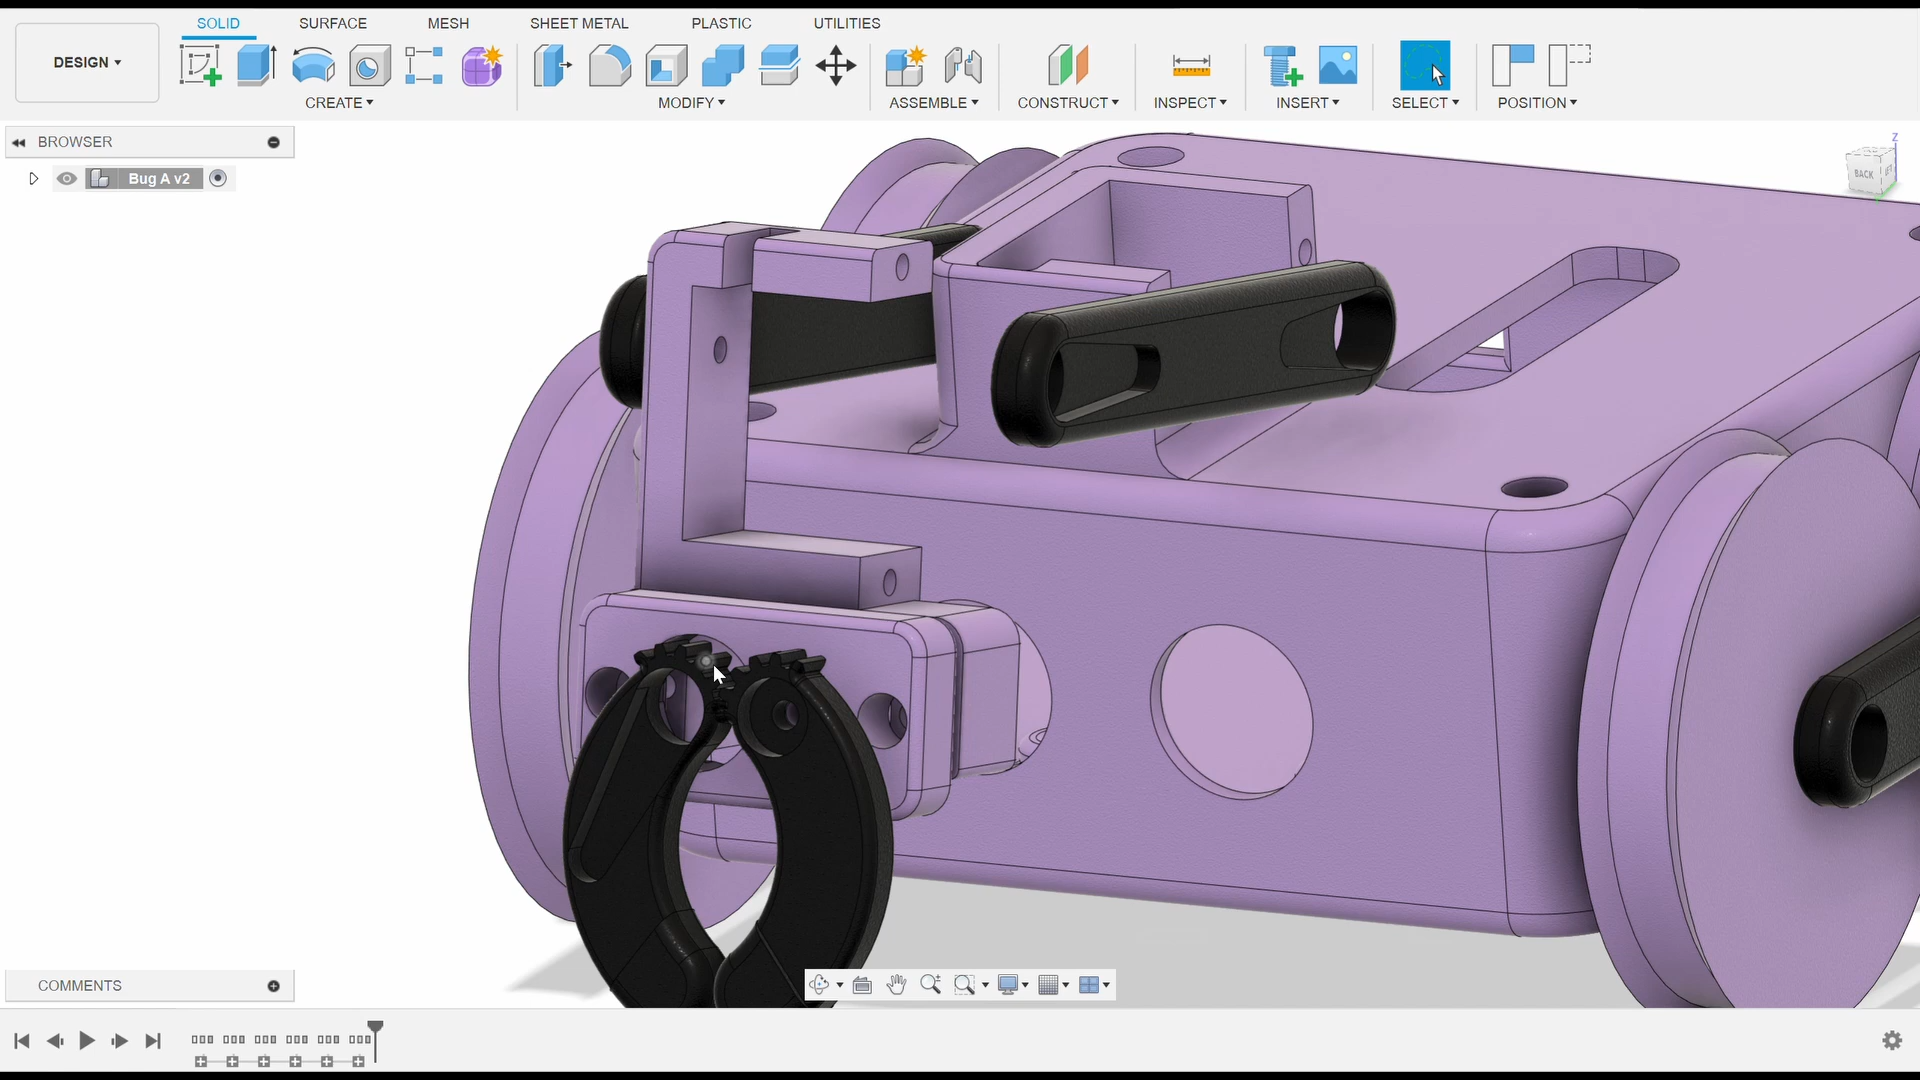 SOLID SURFACE MESH SHEET METAL PLASTIC UTILITIES
DESIGN
CREATE MODIFY ASSEMBLE CONSTRUCT INSPECT INSERT SELECT POSITION
BROWSER
Bug A v2
Z
BACK
COMMENTS